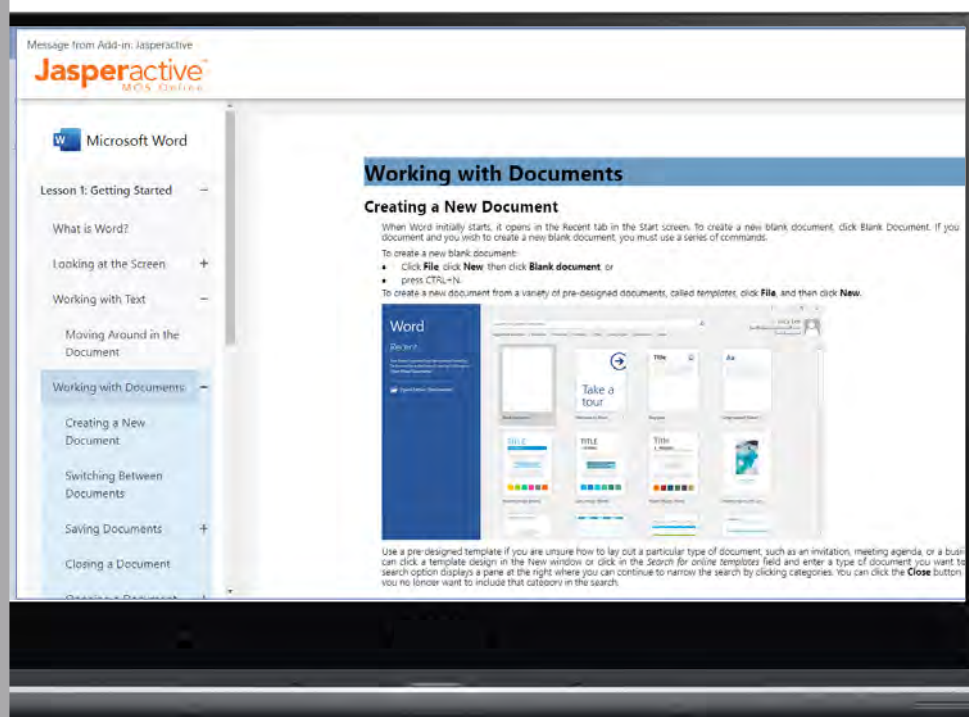 Message from Add-in: Jasperactive
Jasperactive
MOS Online
Microsoft Word
Lesson 1: Getting Started −
What is Word?
Looking at the Screen +
Working with Text −
Moving Around in the
Document
Working with Documents −
Creating a New
Document
Switching Between
Documents
Saving Documents +
Closing a Document
Working with Documents
Creating a New Document
When Word initially starts, it opens in the Recent tab in the Start screen. To create a new blank document, click Blank Document. If you
document and you wish to create a new blank document, you must use a series of commands.
To create a new blank document:
• Click File, click New, then click Blank document, or
• press CTRL+N.
To create a new document from a variety of pre-designed documents, called templates, click File, and then click New.
Word
Recent
Take a
tour
Title
Aa
TITLE
TITLE
TITLE
Use a pre-designed template if you are unsure how to lay out a particular type of document, such as an invitation, meeting agenda, or a busi
can click a template design in the New window or click in the Search for online templates field and enter a type of document you want to
search option displays a pane at the right where you can continue to narrow the search by clicking categories. You can click the Close button
you no longer want to include that category in the search.